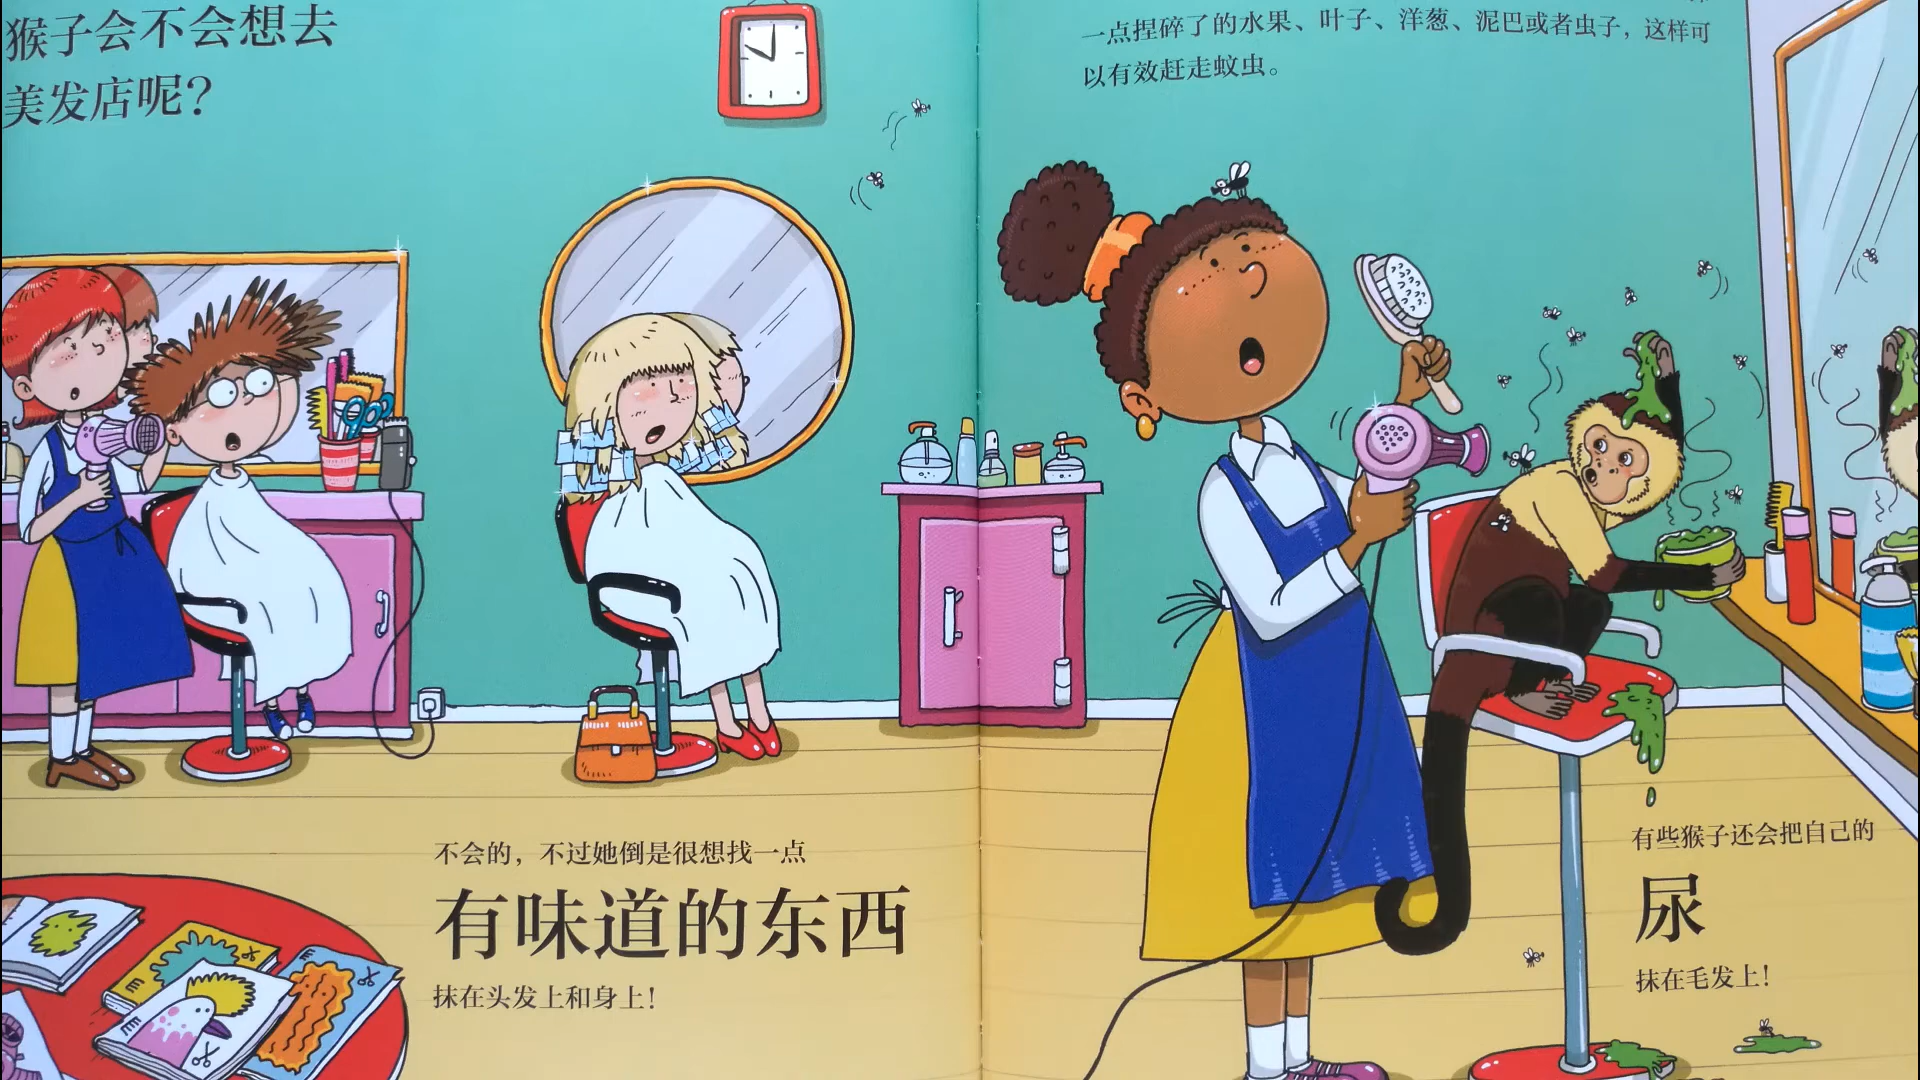 猴子会不会想去
美发店呢？
一点捏碎了的水果、叶子、洋葱、泥巴或者虫子，这样可
以有效赶走蚊虫。
不会的，不过她倒是很想找一点
有味道的东西
抹在头发上和身上！
有些猴子还会把自己的
尿
抹在毛发上！